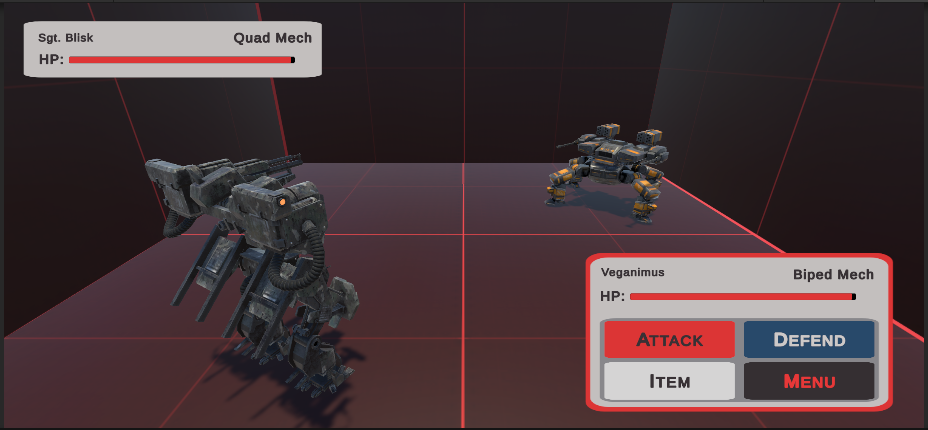 Sgt. Blisk
Quad Mech
HP:
Veganimus
Biped Mech
HP:
ATTACK
DEFEND
ITEM
MENU